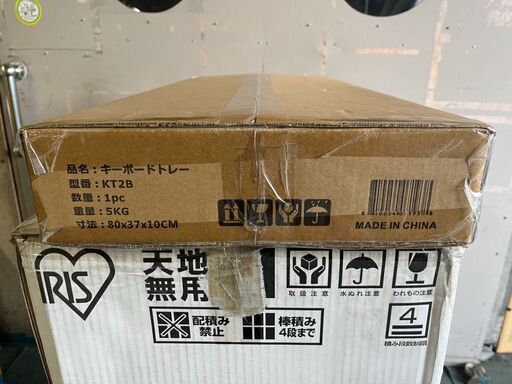 品名：キーボードトレー
型番：KT2B
数量：1pc
重量：5KG
寸法：80x37x10CM
MADE IN CHINA
IRIS
天地
無用
取扱注意
水ぬれ注意
われもの注意
配積み
禁止
棒積み
4段まで
4
積み段数制限